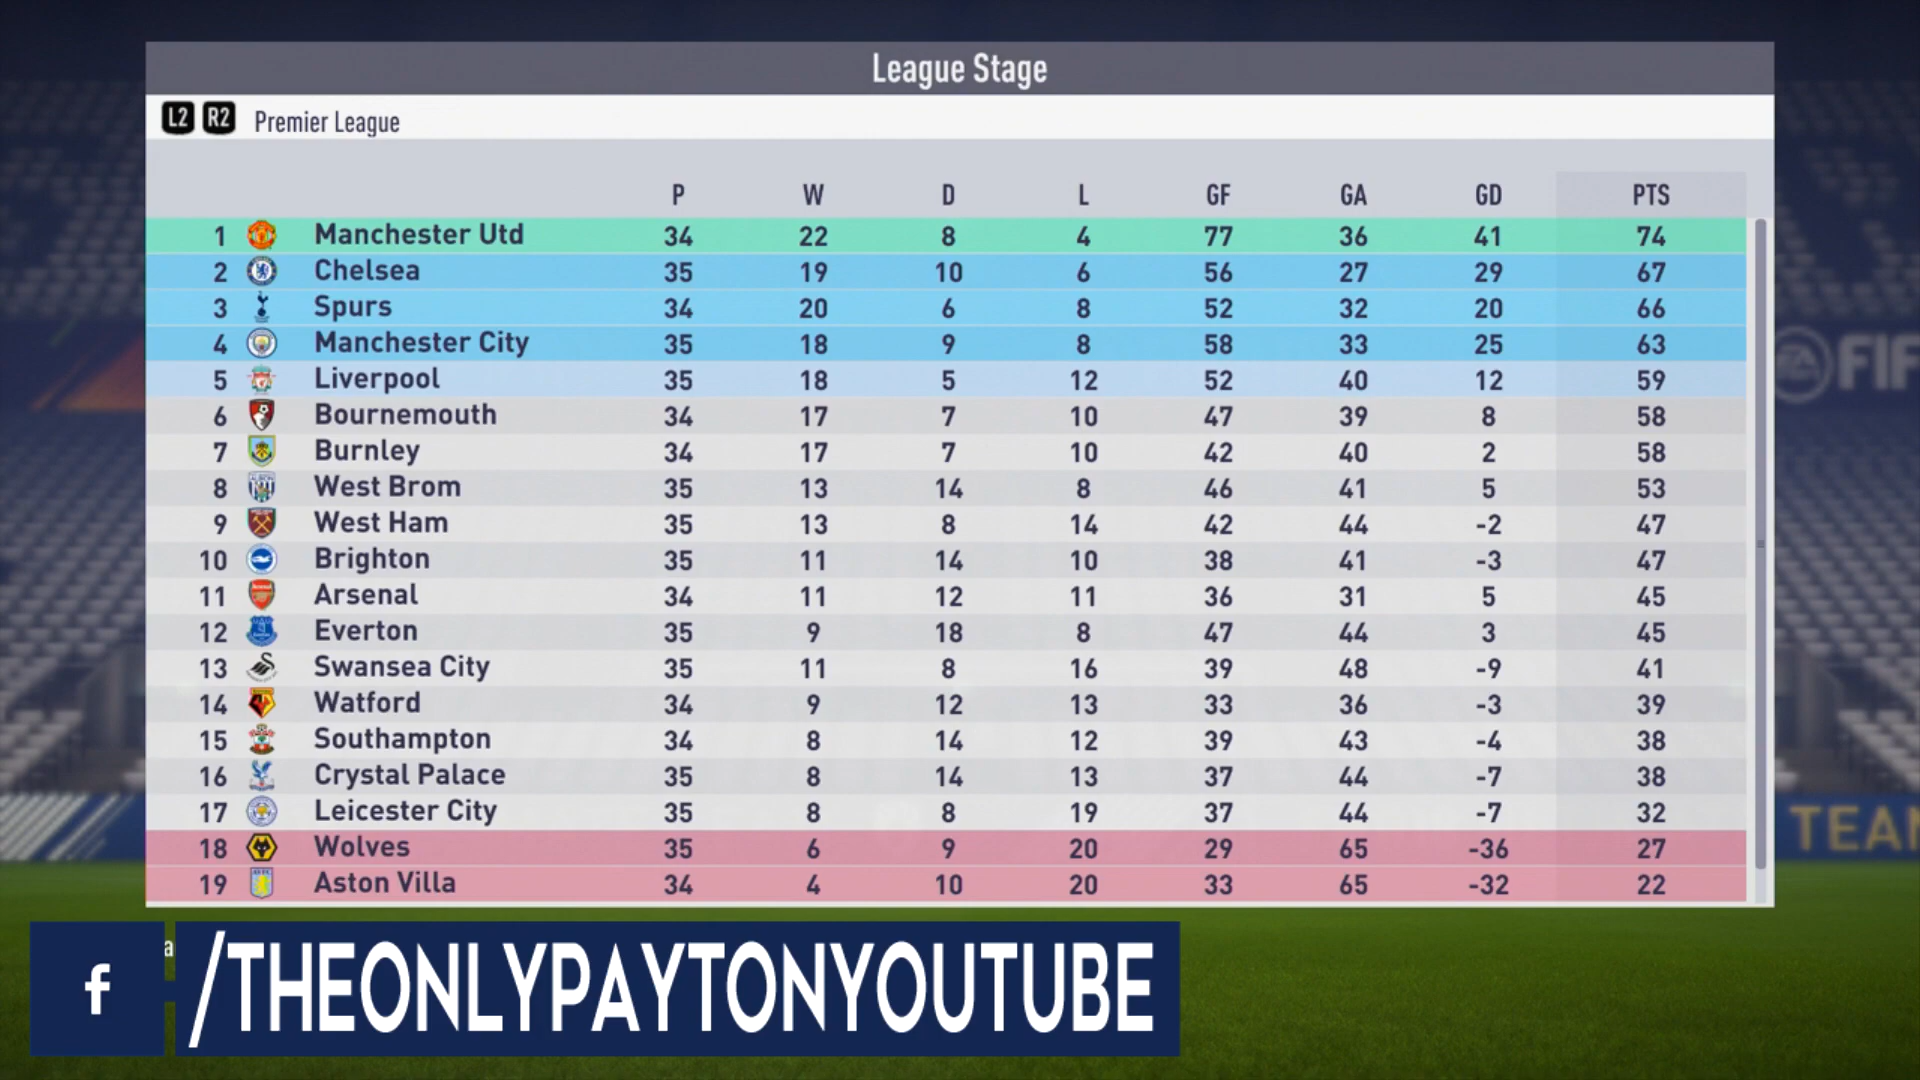 League Stage
L2 R2 Premier League
P W D L GF GA GD PTS
1 Manchester Utd 34 22 8 4 77 36 41 74
2 Chelsea 35 19 10 6 56 27 29 67
3 Spurs 34 20 6 8 52 32 20 66
4 Manchester City 35 18 9 8 58 33 25 63
5 Liverpool 35 18 5 12 52 40 12 59
6 Bournemouth 34 17 7 10 47 39 8 58
7 Burnley 34 17 7 10 42 40 2 58
8 West Brom 35 13 14 8 46 41 5 53
9 West Ham 35 13 8 14 42 44 -2 47
10 Brighton 35 11 14 10 38 41 -3 47
11 Arsenal 34 11 12 11 36 31 5 45
12 Everton 35 9 18 8 47 44 3 45
13 Swansea City 35 11 8 16 39 48 -9 41
14 Watford 34 9 12 13 33 36 -3 39
15 Southampton 34 8 14 12 39 43 -4 38
16 Crystal Palace 35 8 14 13 37 44 -7 38
17 Leicester City 35 8 8 19 37 44 -7 32
18 Wolves 35 6 9 20 29 65 -36 27
19 Aston Villa 34 4 10 20 33 65 -32 22
EA FIF
TEA
f /THEONLYPAYTONYOUTUBE